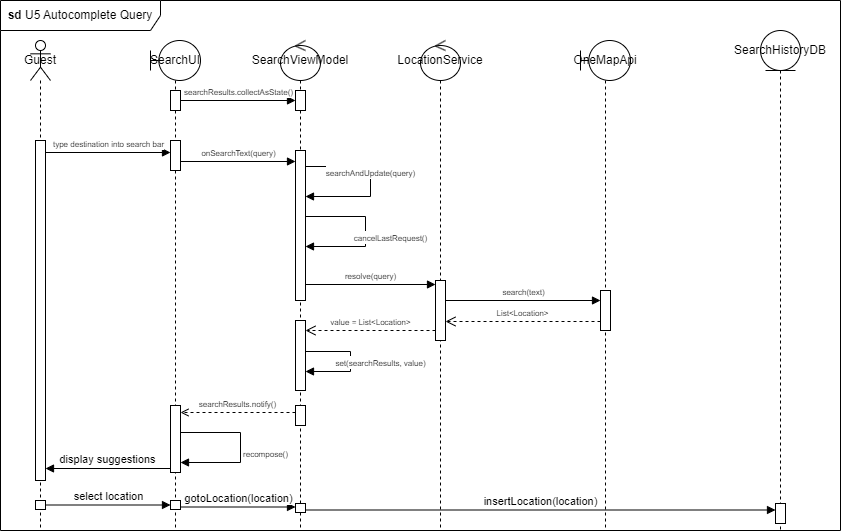 sd U5 Autocomplete Query
Guest
SearchUI
SearchViewModel
LocationService
OneMapApi
SearchHistoryDB
searchResults.collectAsState()
type destination into search bar
onSearchText(query)
searchAndUpdate(query)
cancelLastRequest()
resolve(query)
search(text)
List<Location>
value = List<Location>
set(searchResults, value)
searchResults.notify()
recompose()
display suggestions
select location
gotoLocation(location)
insertLocation(location)